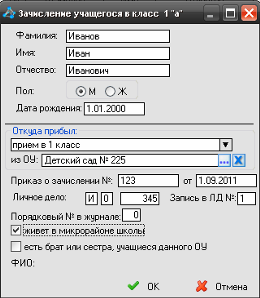 Зачисление учащегося в класс 1 "а"
Фамилия: Иванов
Имя: Иван
Отчество: Иванович
Пол: М Ж
Дата рождения: 1.01.2000
Откуда прибыл:
прием в 1 класс
из ОУ: Детский сад № 225 ...
Приказ о зачислении №: 123 от 1.09.2011
Личное дело: И 0 345 Запись в ЛД №: 1
Порядковый № в журнале: 0
живет в микрорайоне школы
есть брат или сестра, учащиеся данного ОУ
ФИО:
OK Отмена